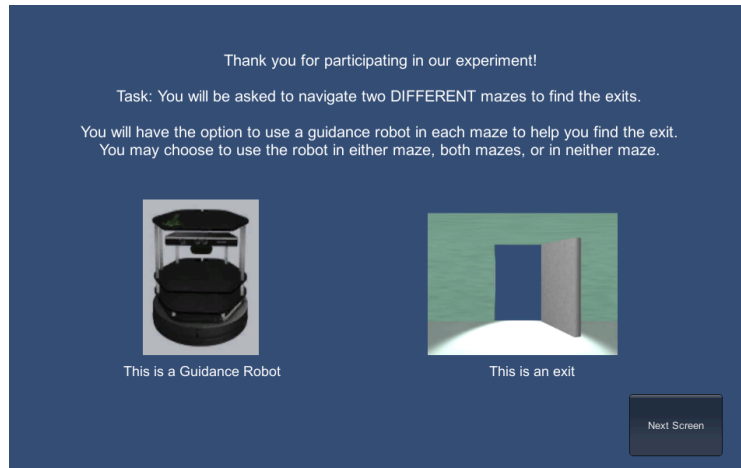 Thank you for participating in our experiment!
Task: You will be asked to navigate two DIFFERENT mazes to find the exits.
You will have the option to use a guidance robot in each maze to help you find the exit.
You may choose to use the robot in either maze, both mazes, or in neither maze.
This is a Guidance Robot
This is an exit
Next Screen